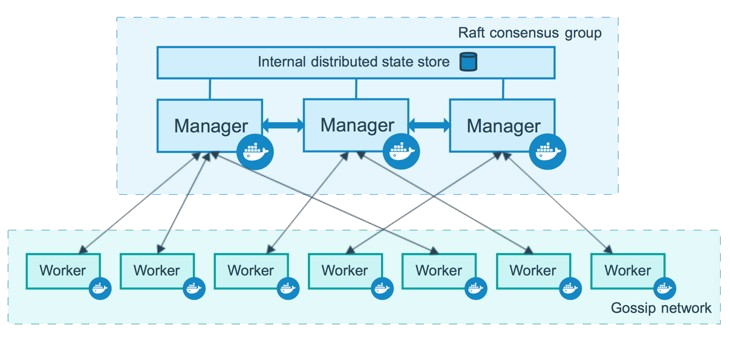 Raft consensus group
Internal distributed state store
Manager
Manager
Manager
Worker
Worker
Worker
Worker
Worker
Worker
Worker
Gossip network